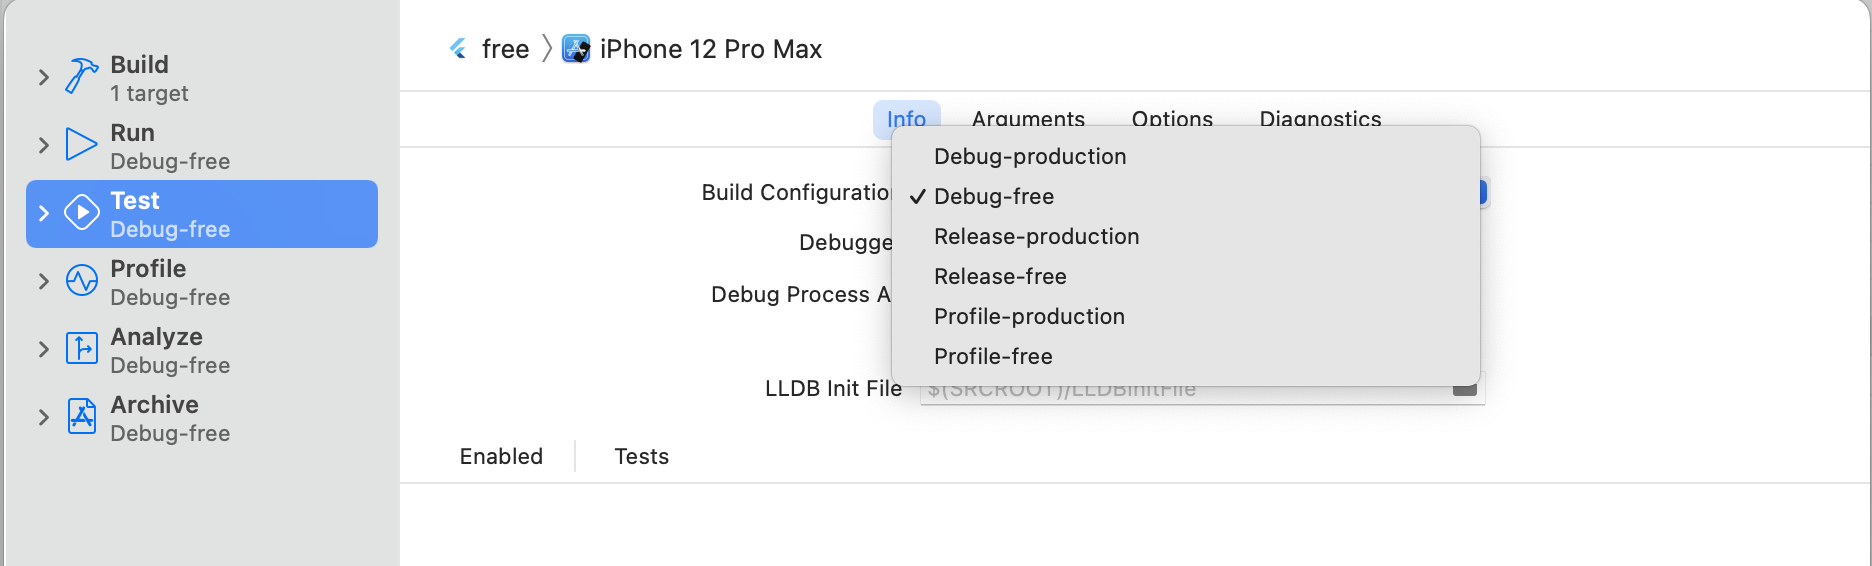 Build
1 target
Run
Debug-free
Test
Debug-free
Profile
Debug-free
Analyze
Debug-free
Archive
Debug-free
free
iPhone 12 Pro Max
Info Arguments Options Diagnostics
Build Configuration
Debug-production
Debug-free
Release-production
Release-free
Profile-production
Profile-free
Debugge
Debug Process A
LLDB Init File $(SRCROOT)/LLDBInitFile
Enabled Tests